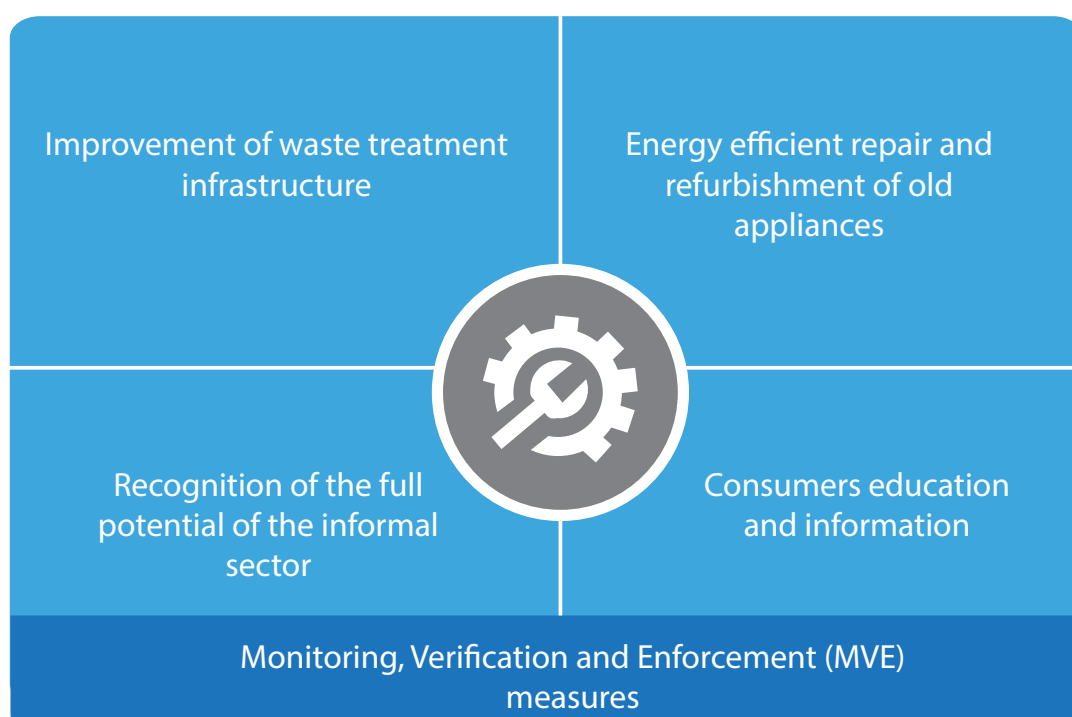 Improvement of waste treatment
infrastructure
Energy efficient repair and
refurbishment of old
appliances
Recognition of the full
potential of the informal
sector
Consumers education
and information
Monitoring, Verification and Enforcement (MVE)
measures